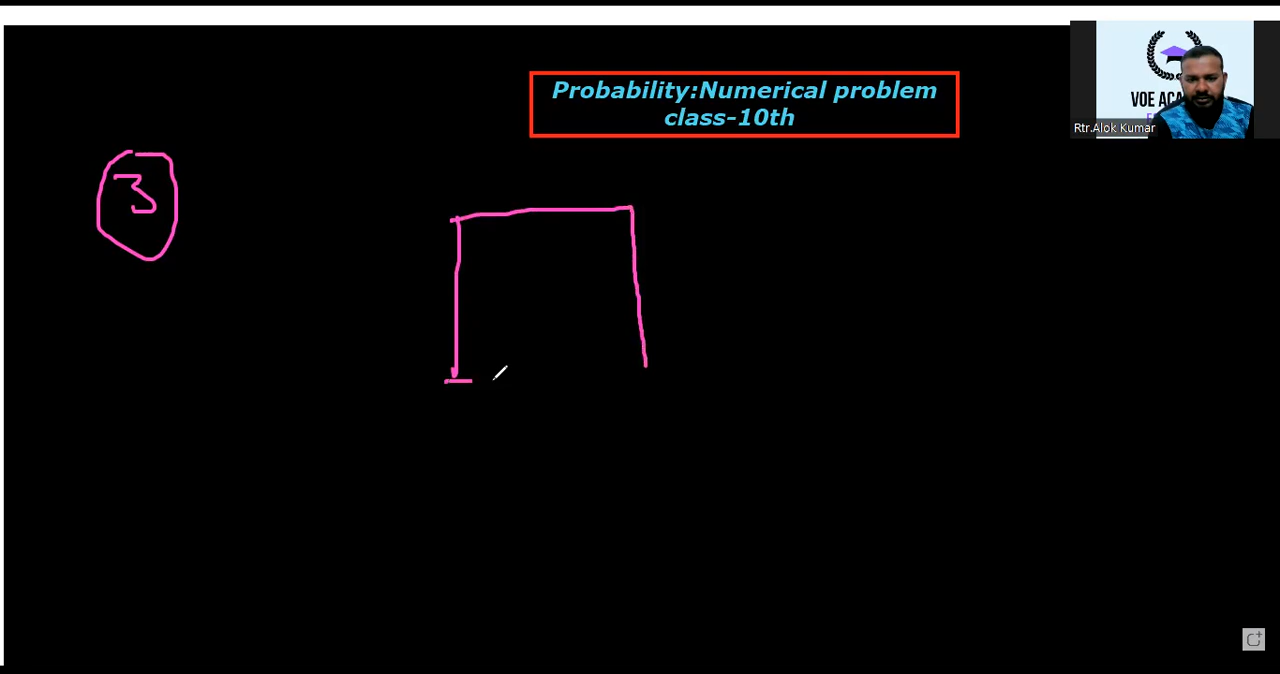 Probability:Numerical problem
class-10th
VOE ACA
Rtr.Alok Kumar
3